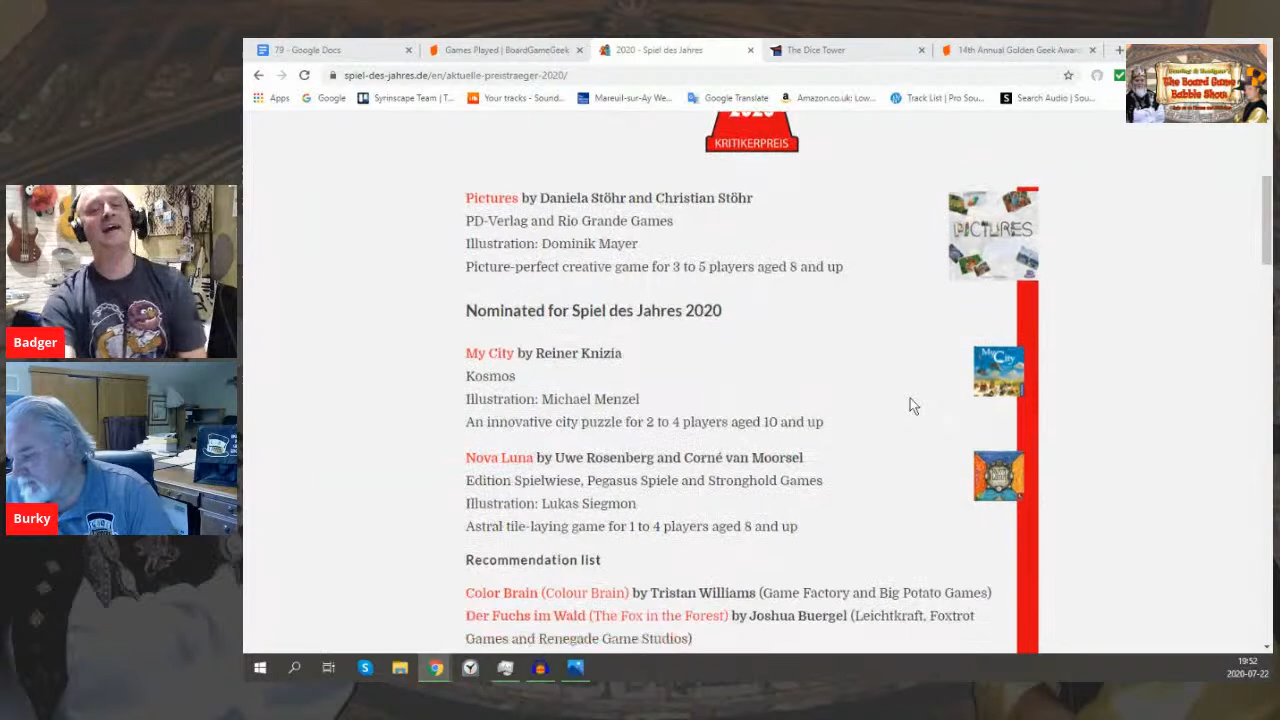 79 - Google Docs
Games Played | BoardGameGeek
2020 - Spiel des Jahres
The Dice Tower
14th Annual Golden Geek Awar
spiel-des-jahres.de/en/aktuelle-preistraeger-2020/
Apps
Google
Syrinscape Team | T...
Your tracks - Sound...
Mareuil-sur-Ay We...
Google Translate
Amazon.co.uk: Low...
Track List | Pro Sou...
Search Audio | Sou...
The Board Game
Babble Show
2020
KRITIKERPREIS
Pictures by Daniela Stöhr and Christian Stöhr
PD-Verlag and Rio Grande Games
Illustration: Dominik Mayer
Picture-perfect creative game for 3 to 5 players aged 8 and up
PICTURES
Nominated for Spiel des Jahres 2020
My City by Reiner Knizia
Kosmos
Illustration: Michael Menzel
An innovative city puzzle for 2 to 4 players aged 10 and up
My City
Nova Luna by Uwe Rosenberg and Corné van Moorsel
Edition Spielwiese, Pegasus Spiele and Stronghold Games
Illustration: Lukas Siegmon
Astral tile-laying game for 1 to 4 players aged 8 and up
Recommendation list
Color Brain (Colour Brain) by Tristan Williams (Game Factory and Big Potato Games)
Der Fuchs im Wald (The Fox in the Forest) by Joshua Buergel (Leichtkraft, Foxtrot
Games and Renegade Game Studios)
Badger
Burky
19:52
2020-07-22